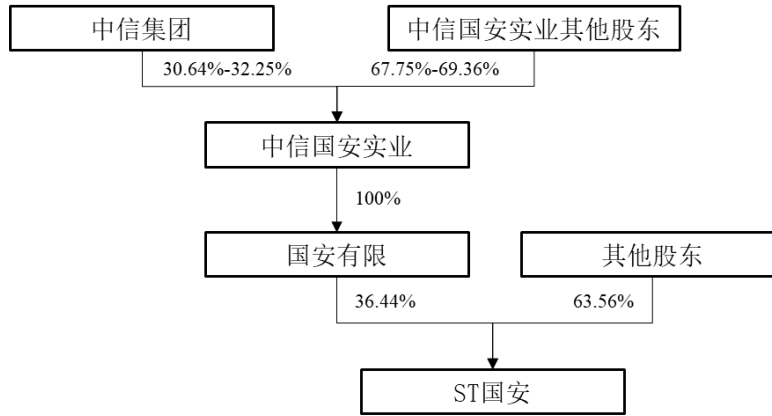 中信集团
中信国安实业其他股东
30.64%-32.25%
67.75%-69.36%
中信国安实业
100%
国安有限
其他股东
36.44%
63.56%
ST国安